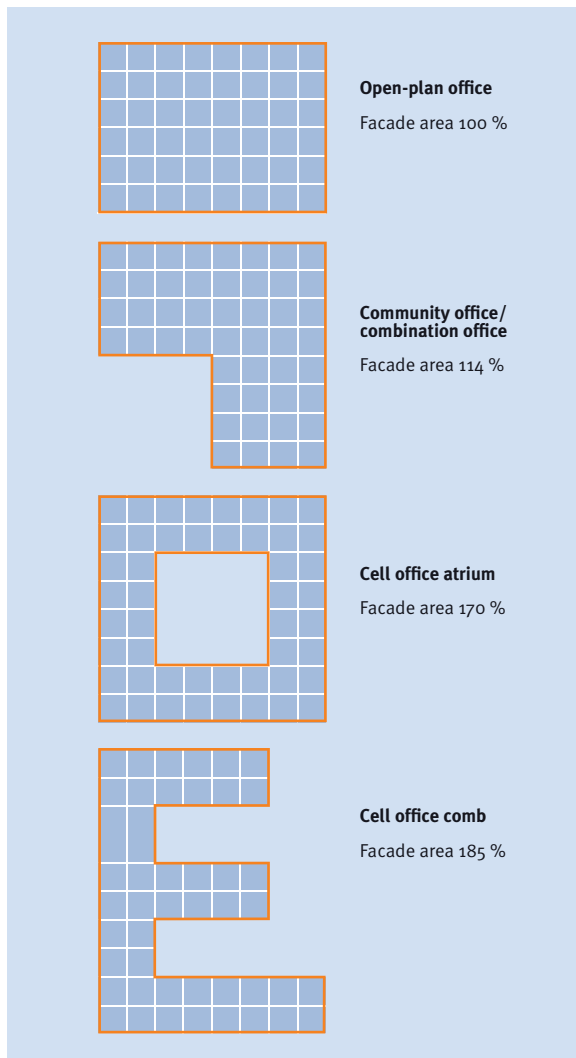 Open-plan office
Facade area 100 %
Community office/
combination office
Facade area 114 %
Cell office atrium
Facade area 170 %
Cell office comb
Facade area 185 %